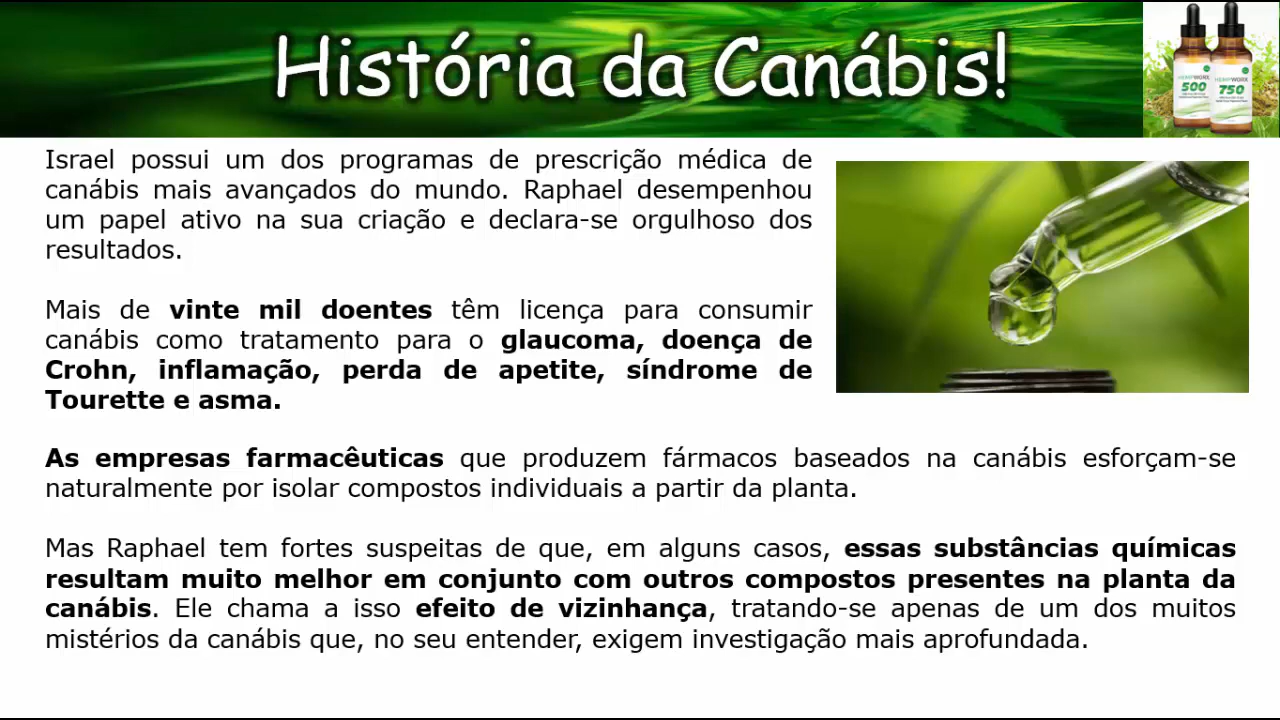 História da Canábis!
HEMPWORX
500
HEMPWORX
750
Israel possui um dos programas de prescrição médica de
canábis mais avançados do mundo. Raphael desempenhou
um papel ativo na sua criação e declara-se orgulhoso dos
resultados.
Mais de vinte mil doentes têm licença para consumir
canábis como tratamento para o glaucoma, doença de
Crohn, inflamação, perda de apetite, síndrome de
Tourette e asma.
As empresas farmacêuticas que produzem fármacos baseados na canábis esforçam-se
naturalmente por isolar compostos individuais a partir da planta.
Mas Raphael tem fortes suspeitas de que, em alguns casos, essas substâncias químicas
resultam muito melhor em conjunto com outros compostos presentes na planta da
canábis. Ele chama a isso efeito de vizinhança, tratando-se apenas de um dos muitos
mistérios da canábis que, no seu entender, exigem investigação mais aprofundada.